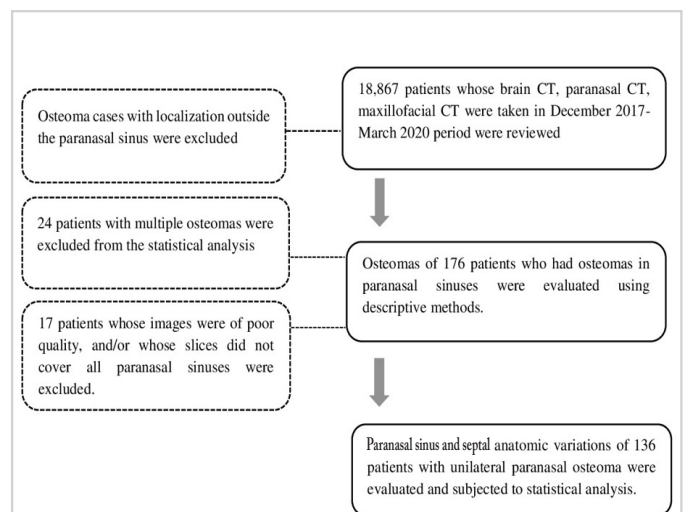 18,867 patients whose brain CT, paranasal CT,
maxillofacial CT were taken in December 2017-
March 2020 period were reviewed
Osteoma cases with localization outside
the paranasal sinus were excluded
24 patients with multiple osteomas were
excluded from the statistical analysis
Osteomas of 176 patients who had osteomas in
paranasal sinuses were evaluated using
descriptive methods.
17 patients whose images were of poor
quality, and/or whose slices did not
cover all paranasal sinuses were
excluded.
Paranasal sinus and septal anatomic variations of 136
patients with unilateral paranasal osteoma were
evaluated and subjected to statistical analysis.